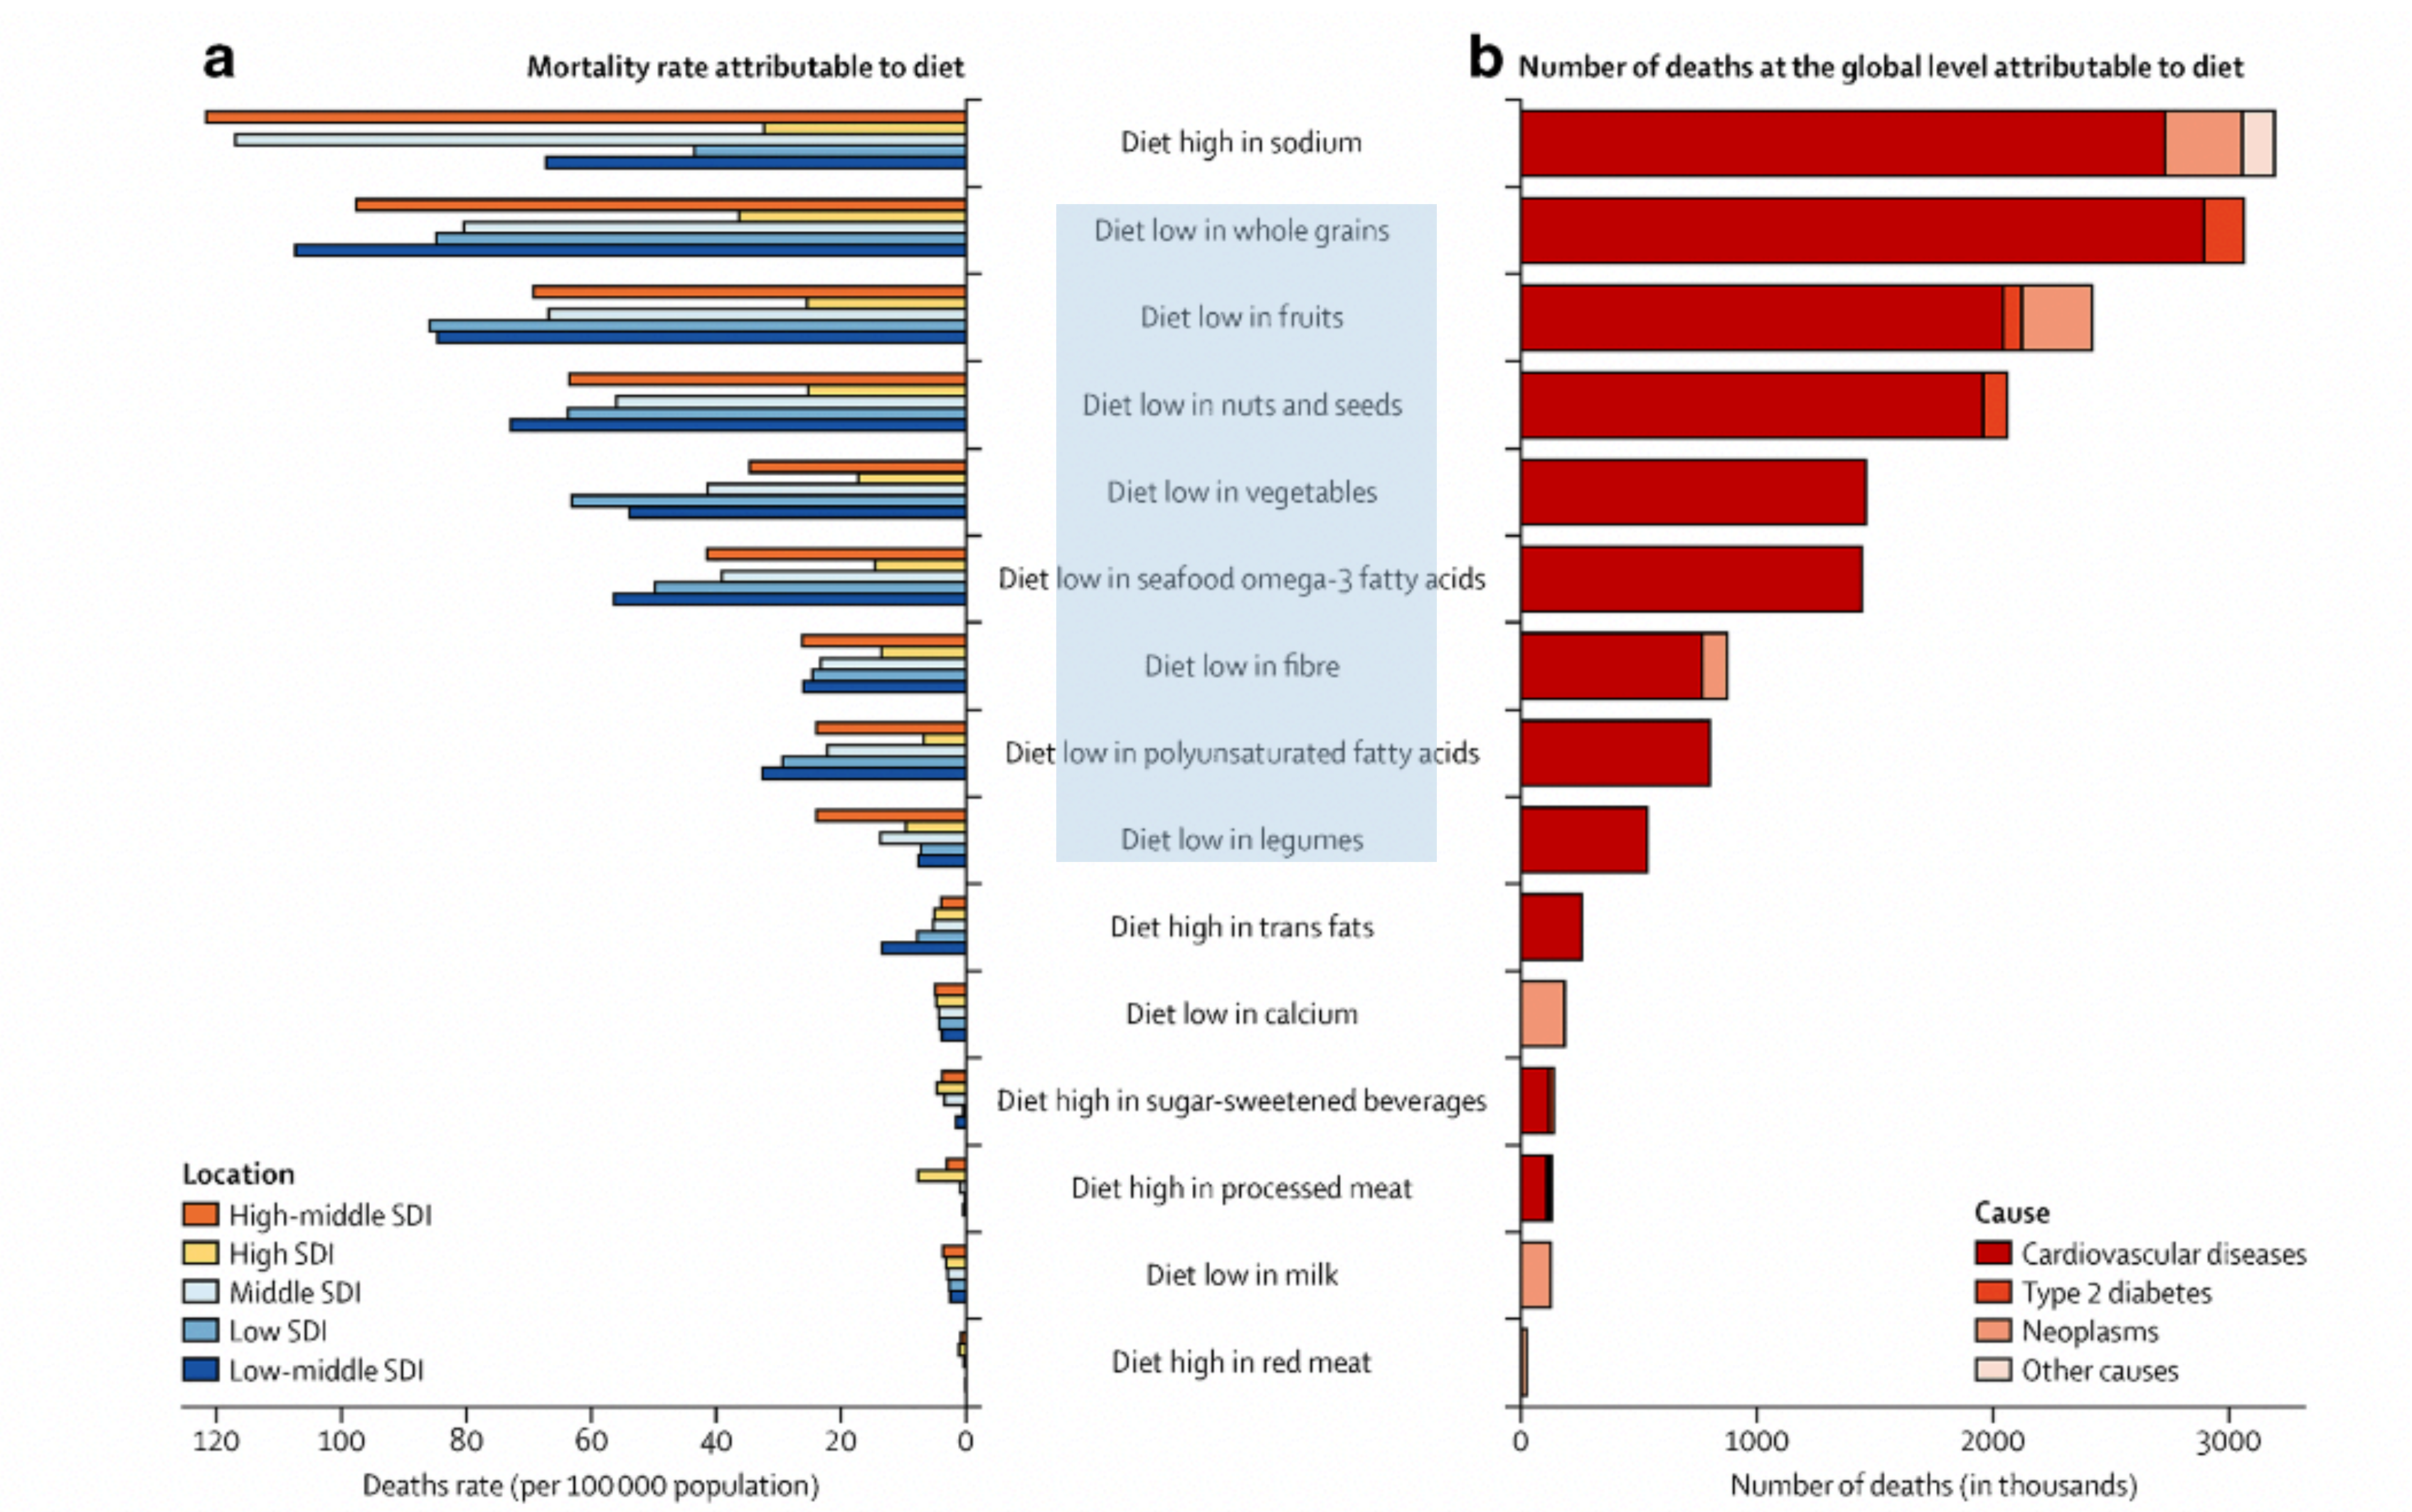 a
Mortality rate attributable to diet
b
Number of deaths at the global level attributable to diet
Diet high in sodium
Diet low in whole grains
Diet low in fruits
Diet low in nuts and seeds
Diet low in vegetables
Diet low in seafood omega-3 fatty acids
Diet low in fibre
Diet low in polyunsaturated fatty acids
Diet low in legumes
Diet high in trans fats
Diet low in calcium
Diet high in sugar-sweetened beverages
Diet high in processed meat
Diet low in milk
Diet high in red meat
Location
High-middle SDI
High SDI
Middle SDI
Low SDI
Low-middle SDI
Cause
Cardiovascular diseases
Type 2 diabetes
Neoplasms
Other causes
120 100 80 60 40 20 0
Deaths rate (per 100 000 population)
0 1000 2000 3000
Number of deaths (in thousands)